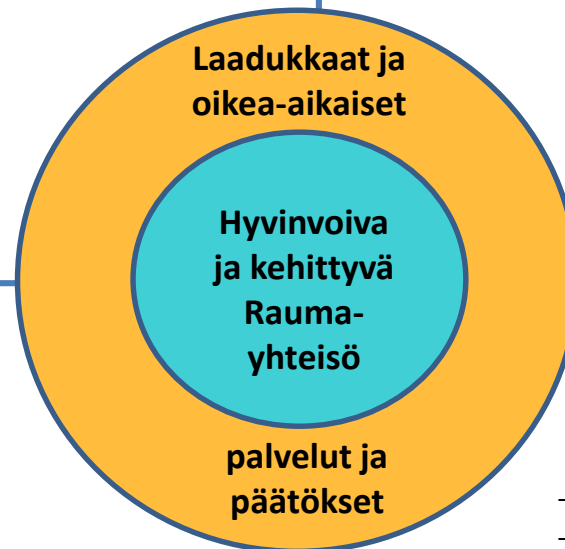 Laadukkaat ja
oikea-aikaiset
Hyvinvoiva
ja kehittyvä
Rauma-
yhteisö
palvelut ja
päätökset